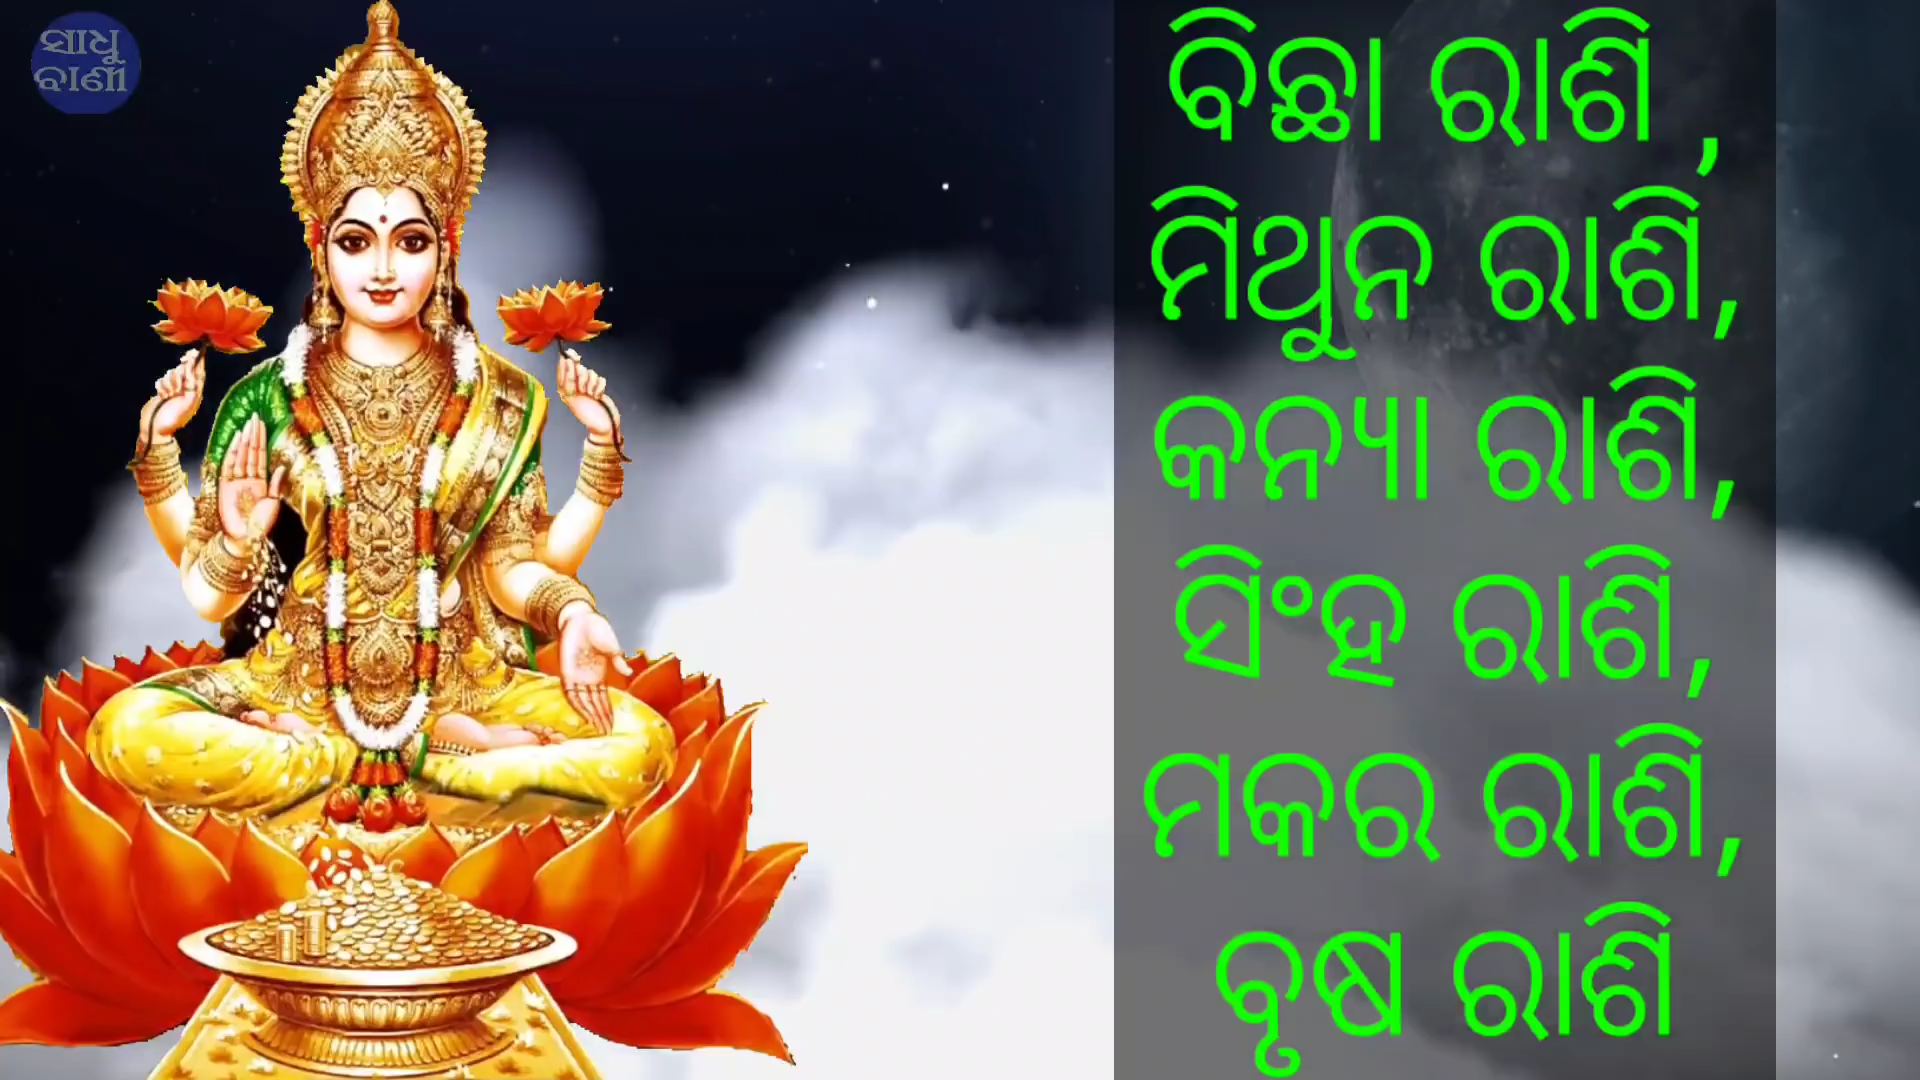 ସାଧୁ
ବାଣୀ
ବିଛା ରାଶି ,
ମିଥୁନ ରାଶି,
କନ୍ୟା ରାଶି,
ସିଂହ ରାଶି,
ମକର ରାଶି,
ବୃଷ ରାଶି